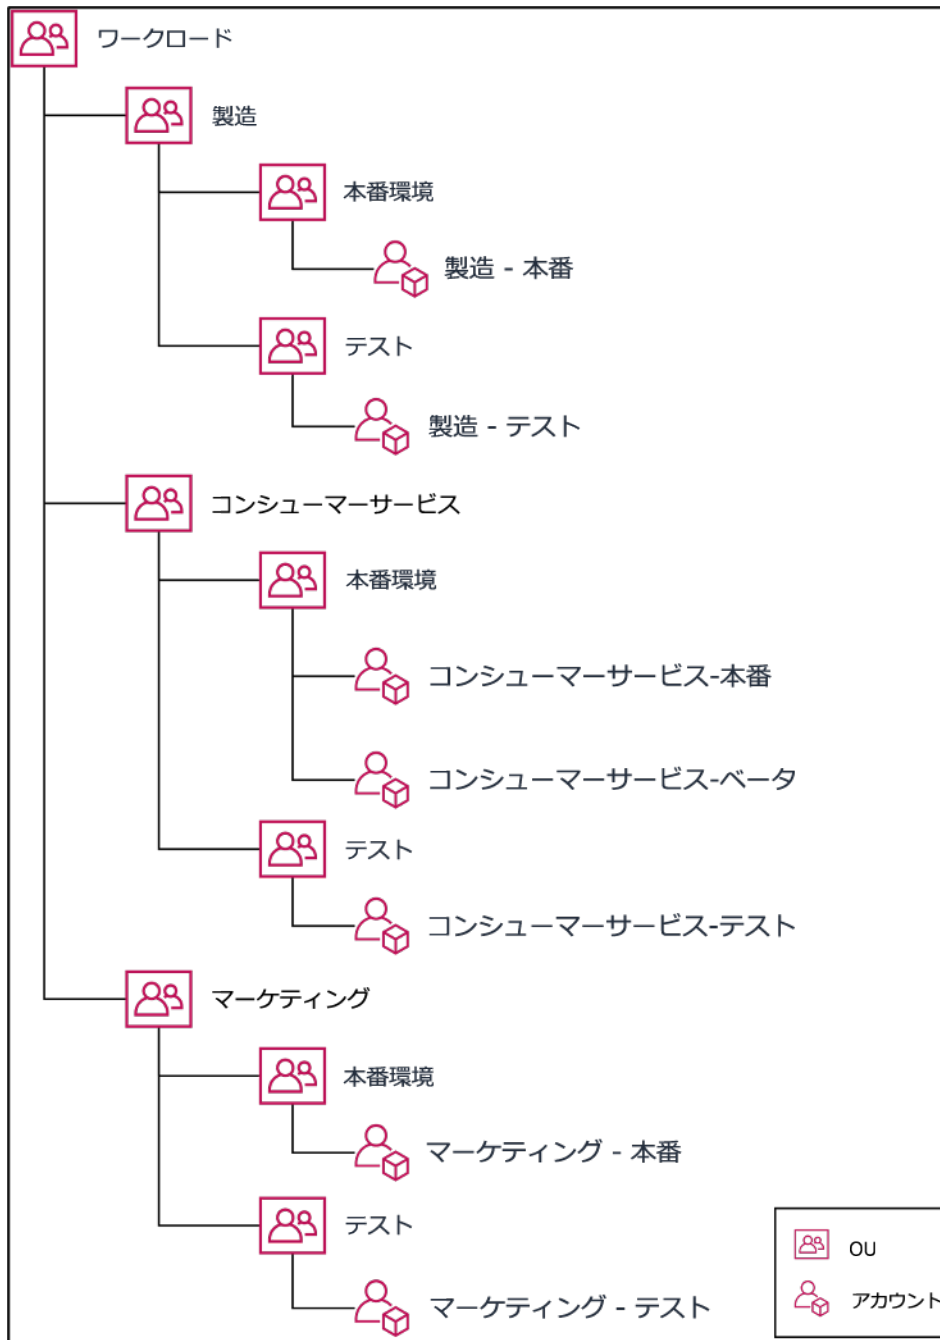 ワークロード
製造
本番環境
製造 - 本番
テスト
製造 - テスト
コンシューマーサービス
本番環境
コンシューマーサービス-本番
コンシューマーサービス-ベータ
テスト
コンシューマーサービス-テスト
マーケティング
本番環境
マーケティング - 本番
テスト
マーケティング - テスト
OU
アカウント